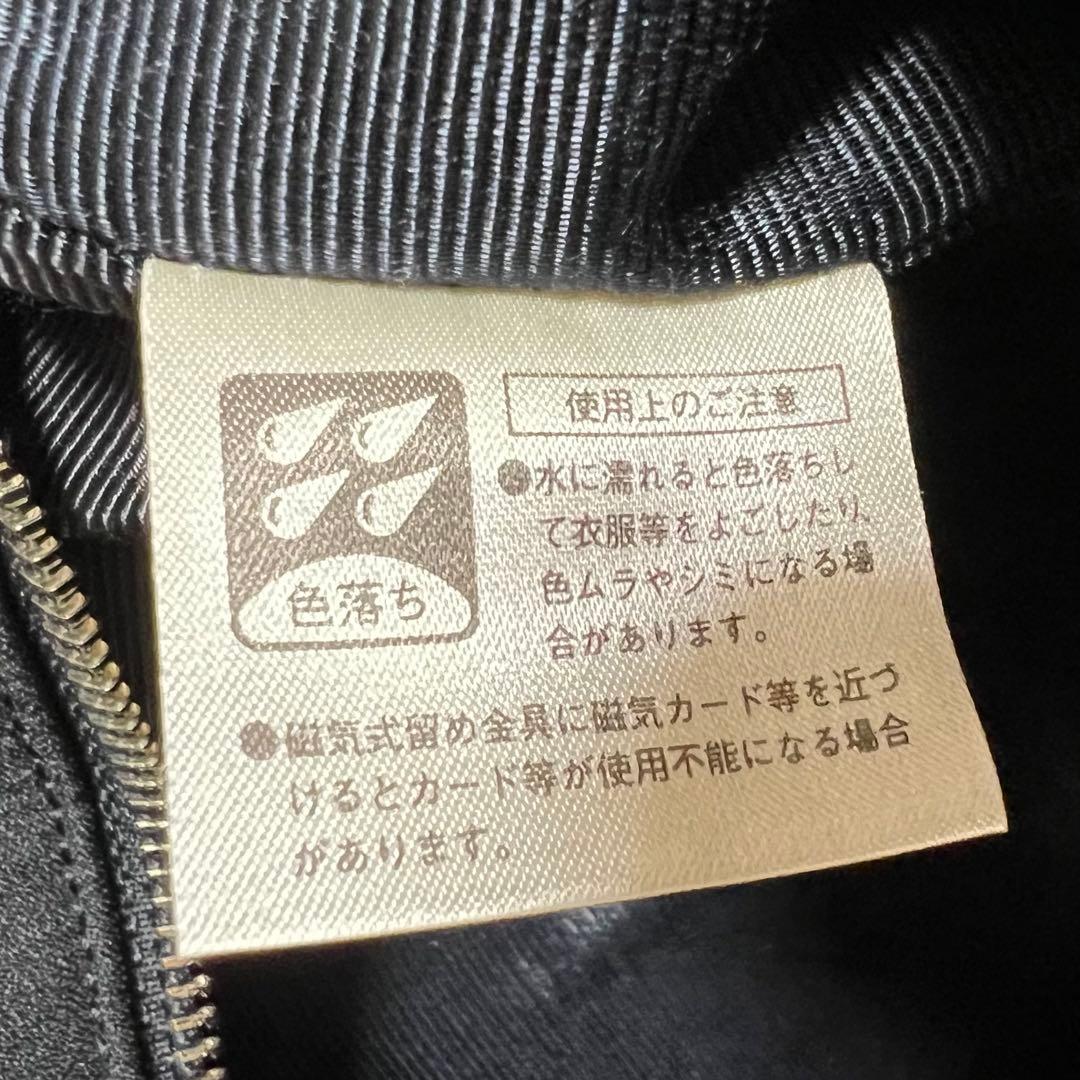 色落ち
使用上のご注意
●水に濡れると色落ちし
て衣服等をよごしたり、
色ムラやシミになる場
合があります。
●磁気式留め金具に磁気カード等を近づ
けるとカード等が使用不能になる場合
があります。